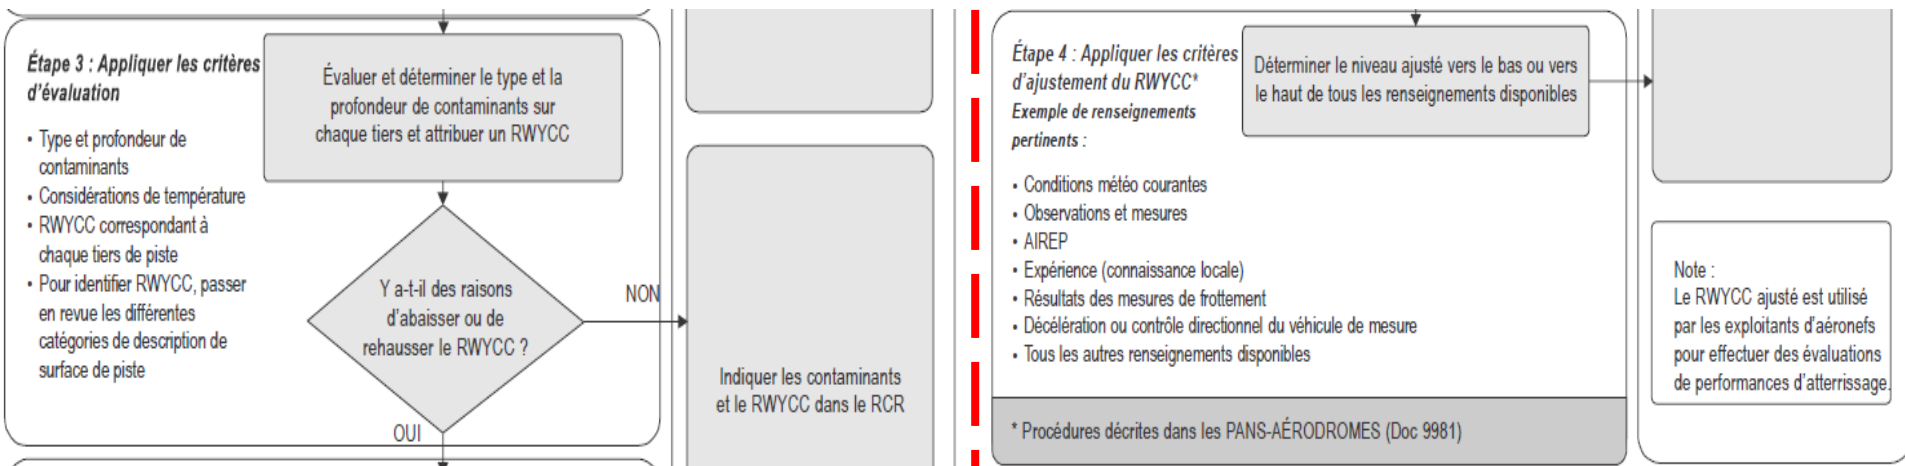 Étape 3 : Appliquer les critères
d'évaluation
• Type et profondeur de
contaminants
• Considérations de température
• RWYCC correspondant à
chaque tiers de piste
• Pour identifier RWYCC, passer
en revue les différentes
catégories de description de
surface de piste
Évaluer et déterminer le type et la
profondeur de contaminants sur
chaque tiers et attribuer un RWYCC
Y a-t-il des raisons
d'abaisser ou de
rehausser le RWYCC ?
NON
OUI
Indiquer les contaminants
et le RWYCC dans le RCR
Étape 4 : Appliquer les critères
d'ajustement du RWYCC*
Exemple de renseignements
pertinents :
• Conditions météo courantes
• Observations et mesures
• AIREP
• Expérience (connaissance locale)
• Résultats des mesures de frottement
• Décélération ou contrôle directionnel du véhicule de mesure
• Tous les autres renseignements disponibles
Déterminer le niveau ajusté vers le bas ou vers
le haut de tous les renseignements disponibles
* Procédures décrites dans les PANS-AÉRODROMES (Doc 9981)
Note :
Le RWYCC ajusté est utilisé
par les exploitants d'aéronefs
pour effectuer des évaluations
de performances d'atterrissage.